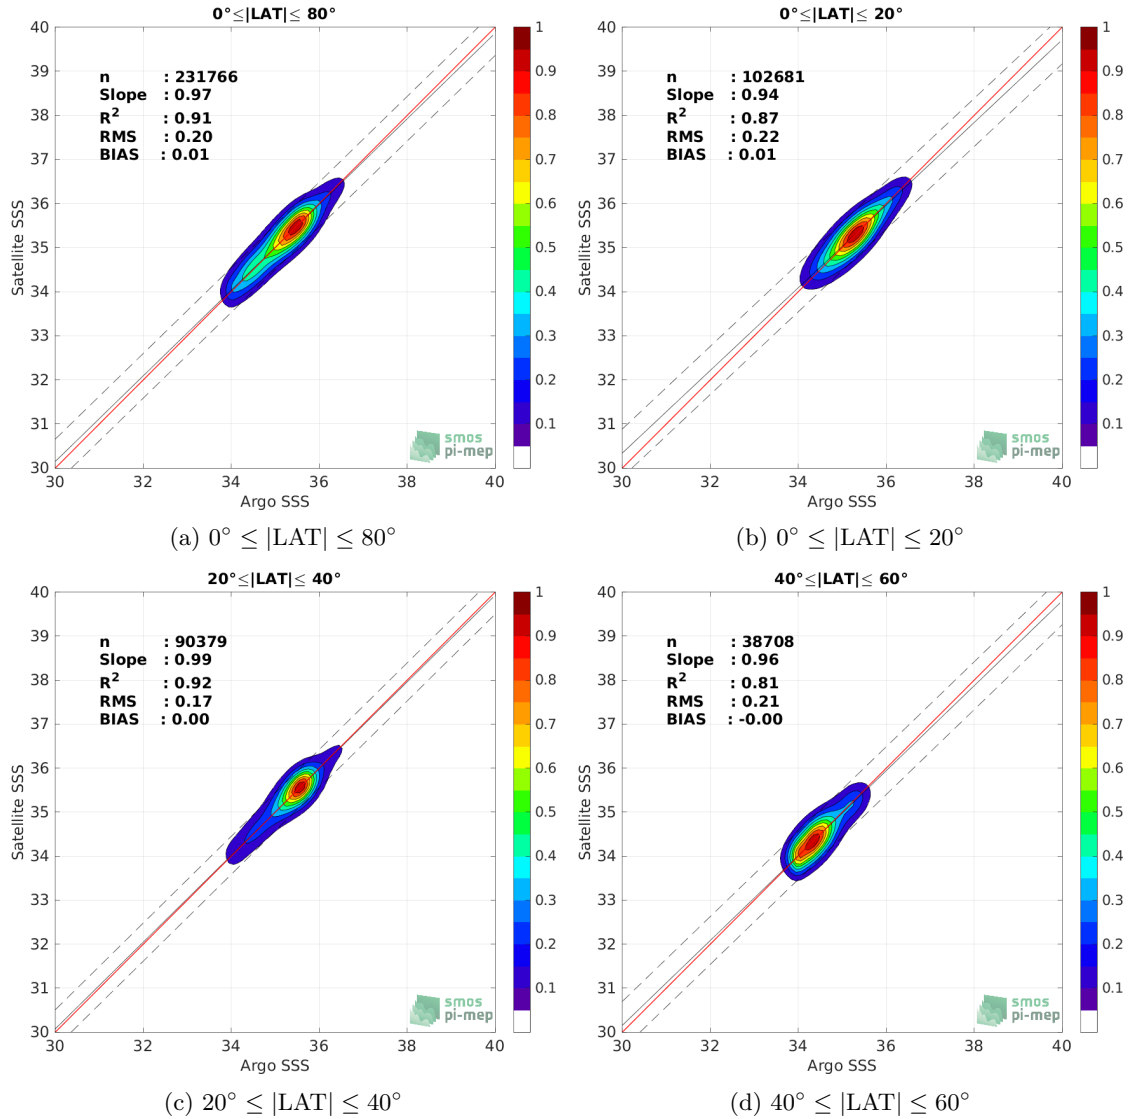 0°≤|LAT|≤ 80°
n : 231766
Slope : 0.97
R² : 0.91
RMS : 0.20
BIAS : 0.01
Satellite SSS
40
39
38
37
36
35
34
33
32
31
30
30 32 34 36 38 40
Argo SSS
1
0.9
0.8
0.7
0.6
0.5
0.4
0.3
0.2
0.1
smos
pi-mep
(a) 0° ≤ |LAT| ≤ 80°
0°≤|LAT|≤ 20°
n : 102681
Slope : 0.94
R² : 0.87
RMS : 0.22
BIAS : 0.01
Satellite SSS
40
39
38
37
36
35
34
33
32
31
30
30 32 34 36 38 40
Argo SSS
1
0.9
0.8
0.7
0.6
0.5
0.4
0.3
0.2
0.1
smos
pi-mep
(b) 0° ≤ |LAT| ≤ 20°
20°≤|LAT|≤ 40°
n : 90379
Slope : 0.99
R² : 0.92
RMS : 0.17
BIAS : 0.00
Satellite SSS
40
39
38
37
36
35
34
33
32
31
30
30 32 34 36 38 40
Argo SSS
1
0.9
0.8
0.7
0.6
0.5
0.4
0.3
0.2
0.1
smos
pi-mep
(c) 20° ≤ |LAT| ≤ 40°
40°≤|LAT|≤ 60°
n : 38708
Slope : 0.96
R² : 0.81
RMS : 0.21
BIAS : -0.00
Satellite SSS
40
39
38
37
36
35
34
33
32
31
30
30 32 34 36 38 40
Argo SSS
1
0.9
0.8
0.7
0.6
0.5
0.4
0.3
0.2
0.1
smos
pi-mep
(d) 40° ≤ |LAT| ≤ 60°